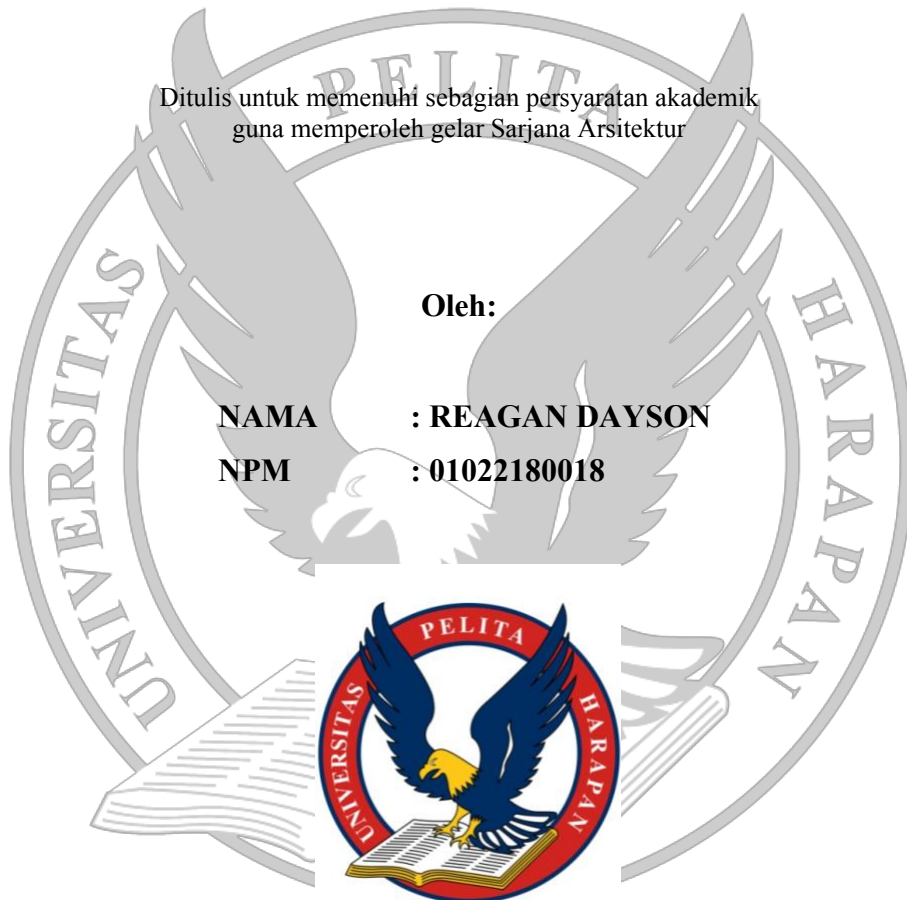 UNIVERSITAS PELITA HARAPAN
Ditulis untuk memenuhi sebagian persyaratan akademik
guna memperoleh gelar Sarjana Arsitektur
Oleh:
NAMA : REAGAN DAYSON
NPM : 01022180018
UNIVERSITAS PELITA HARAPAN